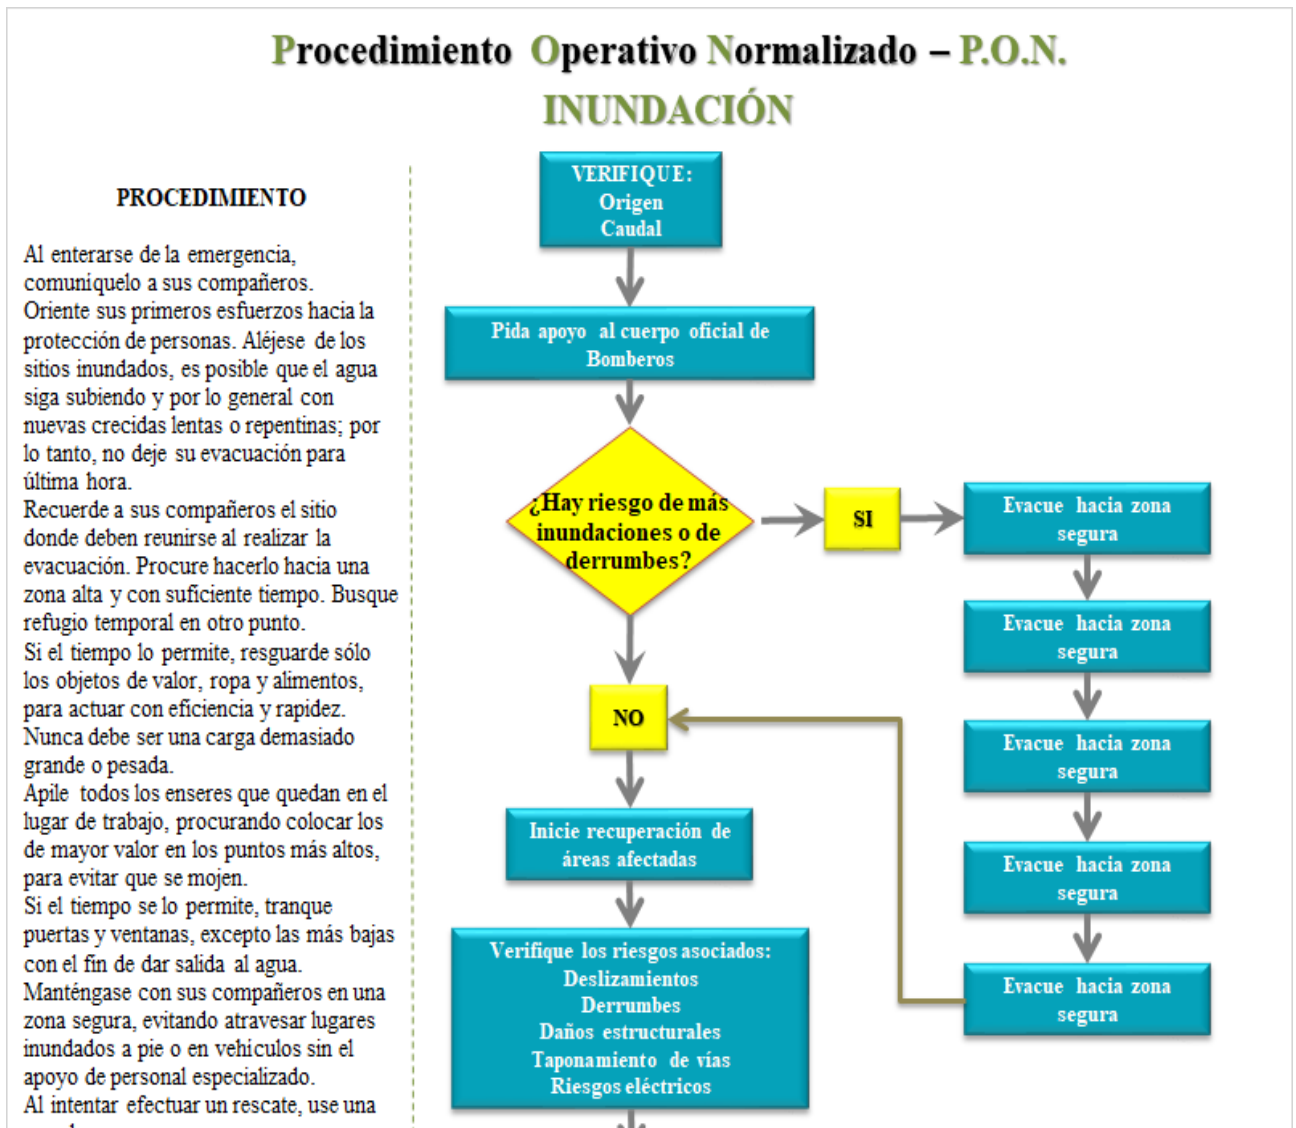 Procedimiento Operativo Normalizado – P.O.N.
INUNDACIÓN
PROCEDIMIENTO
Al enterarse de la emergencia,
comuníquelo a sus compañeros.
Oriente sus primeros esfuerzos hacia la
protección de personas. Aléjese de los
sitios inundados, es posible que el agua
siga subiendo y por lo general con
nuevas crecidas lentas o repentinas; por
lo tanto, no deje su evacuación para
última hora.
Recuerde a sus compañeros el sitio
donde deben reunirse al realizar la
evacuación. Procure hacerlo hacia una
zona alta y con suficiente tiempo. Busque
refugio temporal en otro punto.
Si el tiempo lo permite, resguarde sólo
los objetos de valor, ropa y alimentos,
para actuar con eficiencia y rapidez.
Nunca debe ser una carga demasiado
grande o pesada.
Apile todos los enseres que quedan en el
lugar de trabajo, procurando colocar los
de mayor valor en los puntos más altos,
para evitar que se mojen.
Si el tiempo se lo permite, tranque
puertas y ventanas, excepto las más bajas
con el fin de dar salida al agua.
Manténgase con sus compañeros en una
zona segura, evitando atravesar lugares
inundados a pie o en vehículos sin el
apoyo de personal especializado.
Al intentar efectuar un rescate, use una
VERIFIQUE:
Origen
Caudal
Pida apoyo al cuerpo oficial de
Bomberos
¿Hay riesgo de más
inundaciones o de
derrumbes?
SI
Evacue hacia zona
segura
Evacue hacia zona
segura
Evacue hacia zona
segura
Evacue hacia zona
segura
Evacue hacia zona
segura
NO
Inicie recuperación de
áreas afectadas
Verifique los riesgos asociados:
Deslizamientos
Derrumbes
Daños estructurales
Taponamiento de vías
Riesgos eléctricos